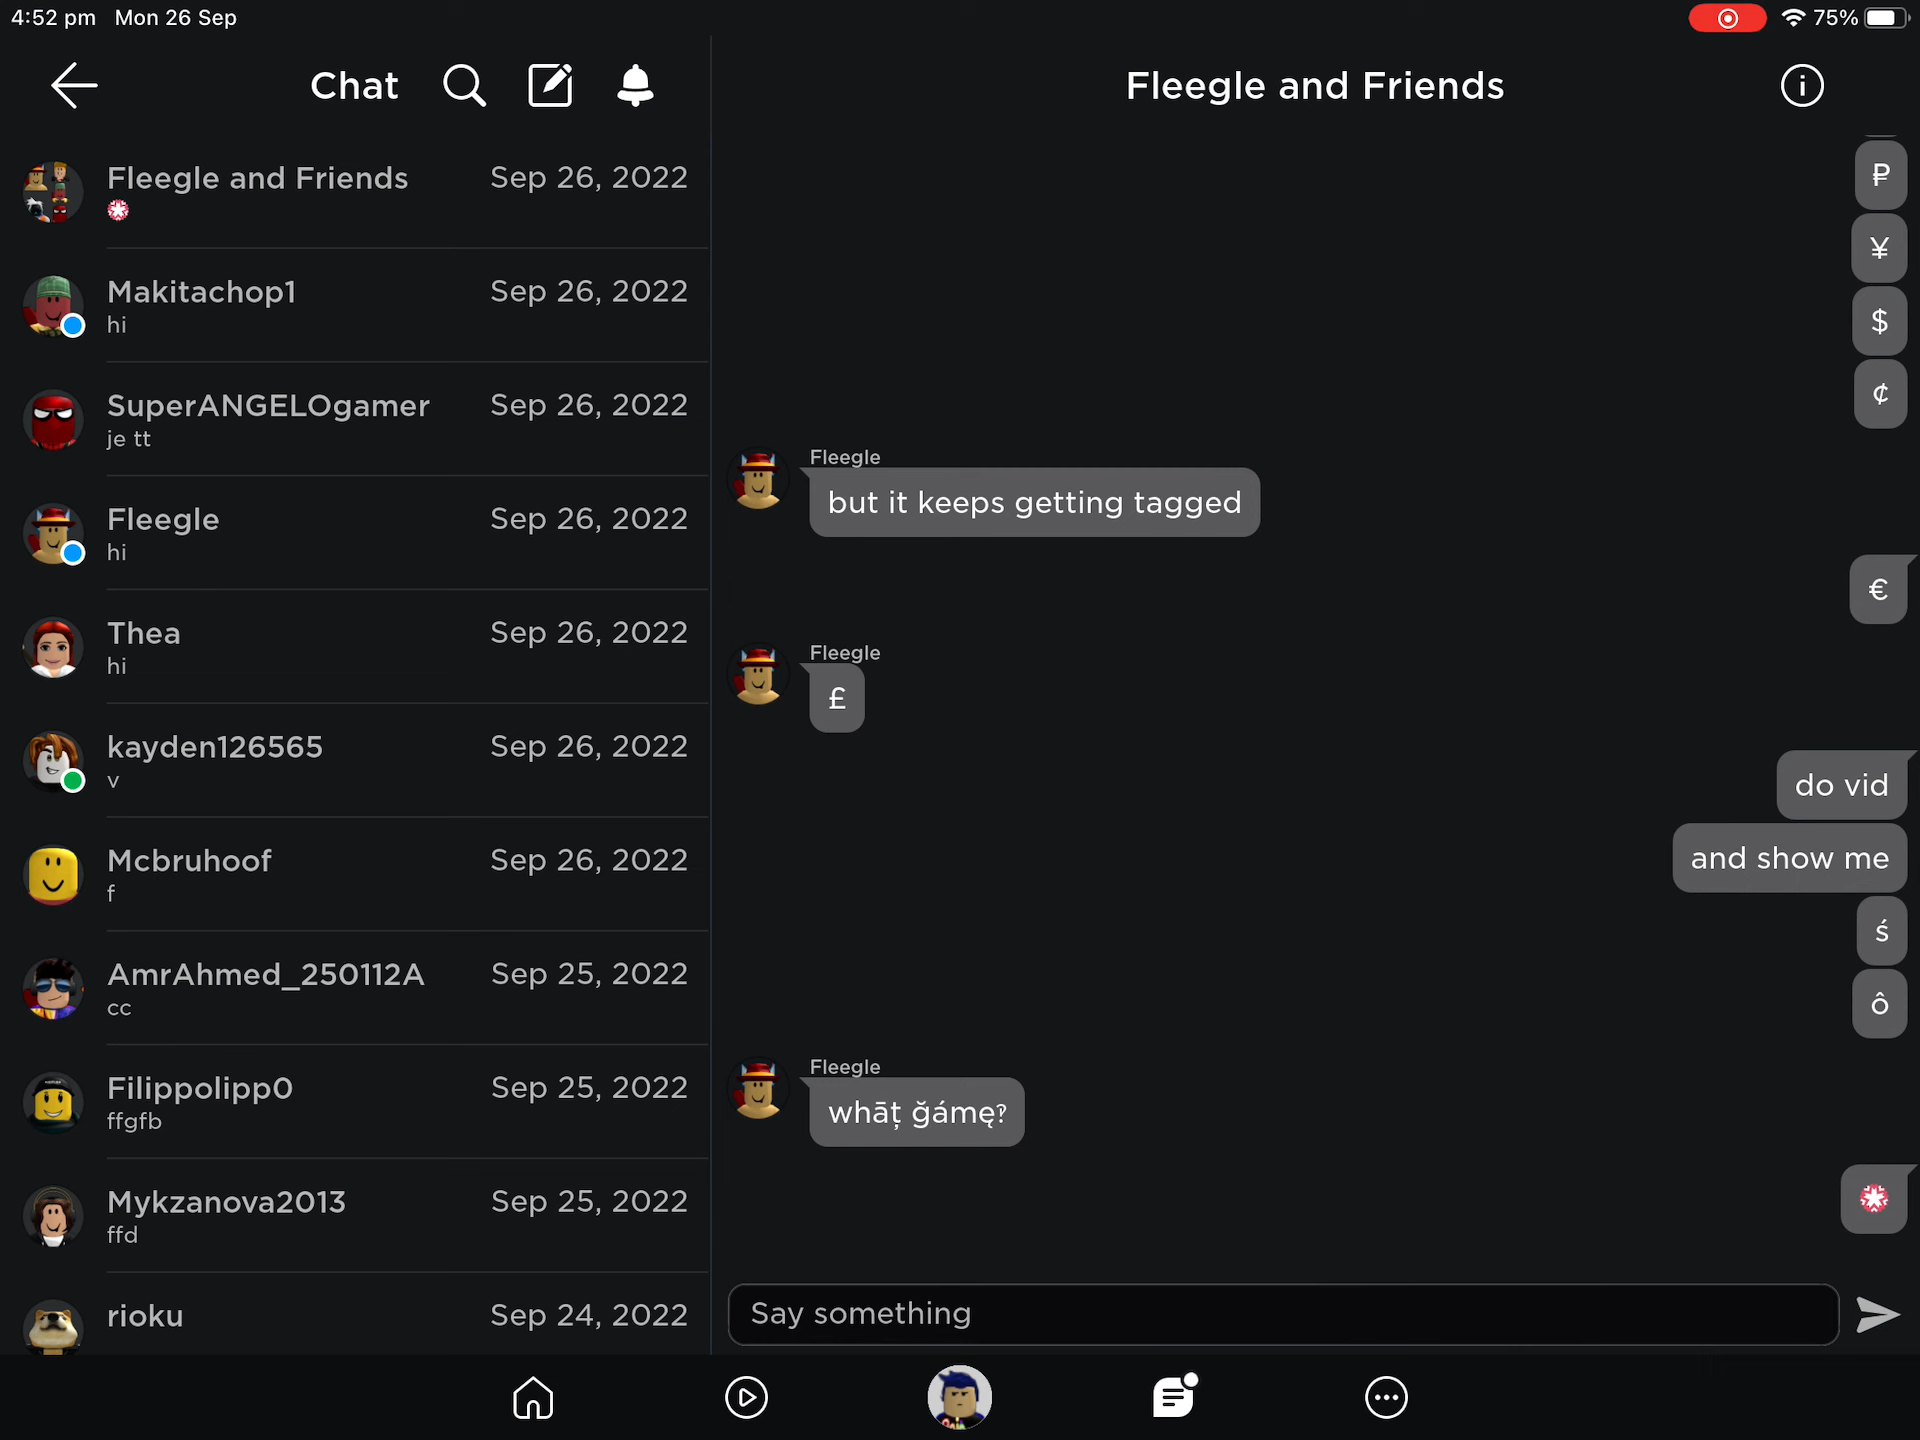 4:52 pm Mon 26 Sep
75%
Chat
Fleegle and Friends Sep 26, 2022
Makitachop1 Sep 26, 2022
hi
SuperANGELOgamer Sep 26, 2022
je tt
Fleegle Sep 26, 2022
hi
Thea Sep 26, 2022
hi
kayden126565 Sep 26, 2022
v
Mcbruhoof Sep 26, 2022
f
AmrAhmed_250112A Sep 25, 2022
cc
Filippolipp0 Sep 25, 2022
ffgfb
Mykzanova2013 Sep 25, 2022
ffd
rioku Sep 24, 2022
Fleegle and Friends
₽
¥
$
¢
Fleegle
but it keeps getting tagged
€
Fleegle
£
do vid
and show me
ś
ô
Fleegle
whāț ğámę‽
Say something